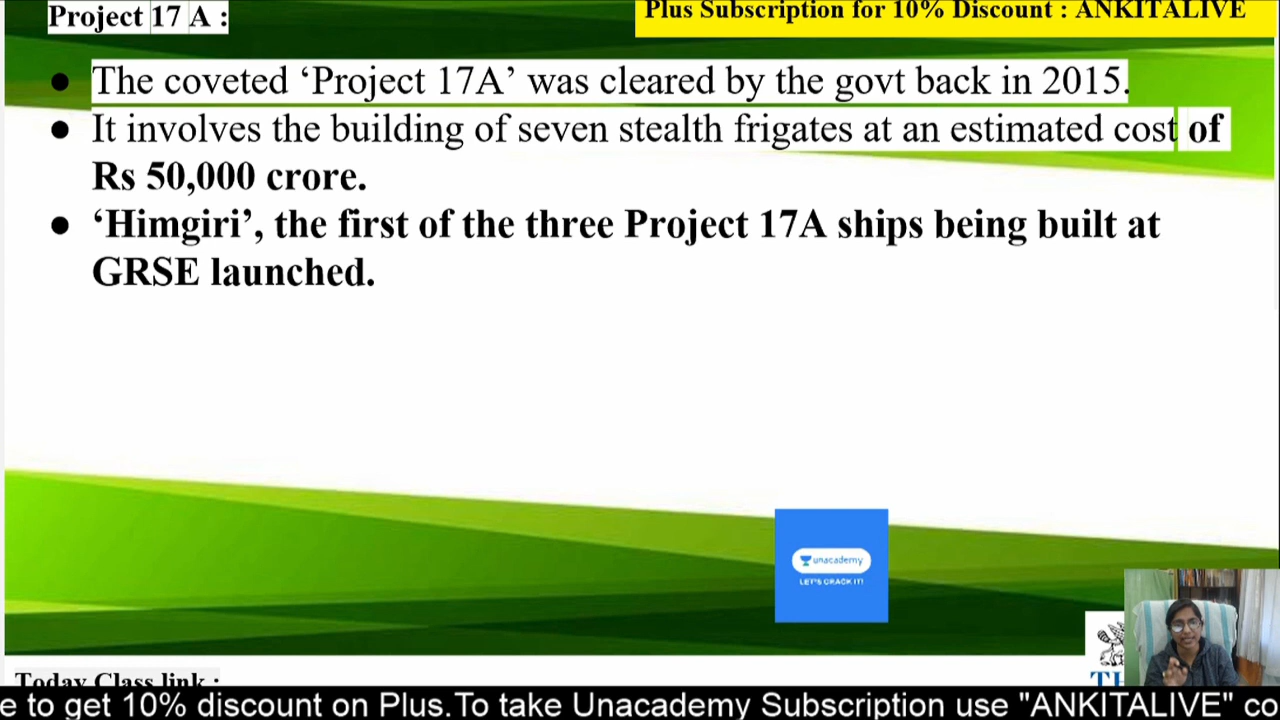 Project 17 A :
Plus Subscription for 10% Discount : ANKITALIVE
● The coveted ‘Project 17A’ was cleared by the govt back in 2015.
● It involves the building of seven stealth frigates at an estimated cost of
Rs 50,000 crore.
● ‘Himgiri’, the first of the three Project 17A ships being built at
GRSE launched.
unacademy
LET'S CRACK IT!
Today Class link :
TH
e to get 10% discount on Plus.To take Unacademy Subscription use "ANKITALIVE" co